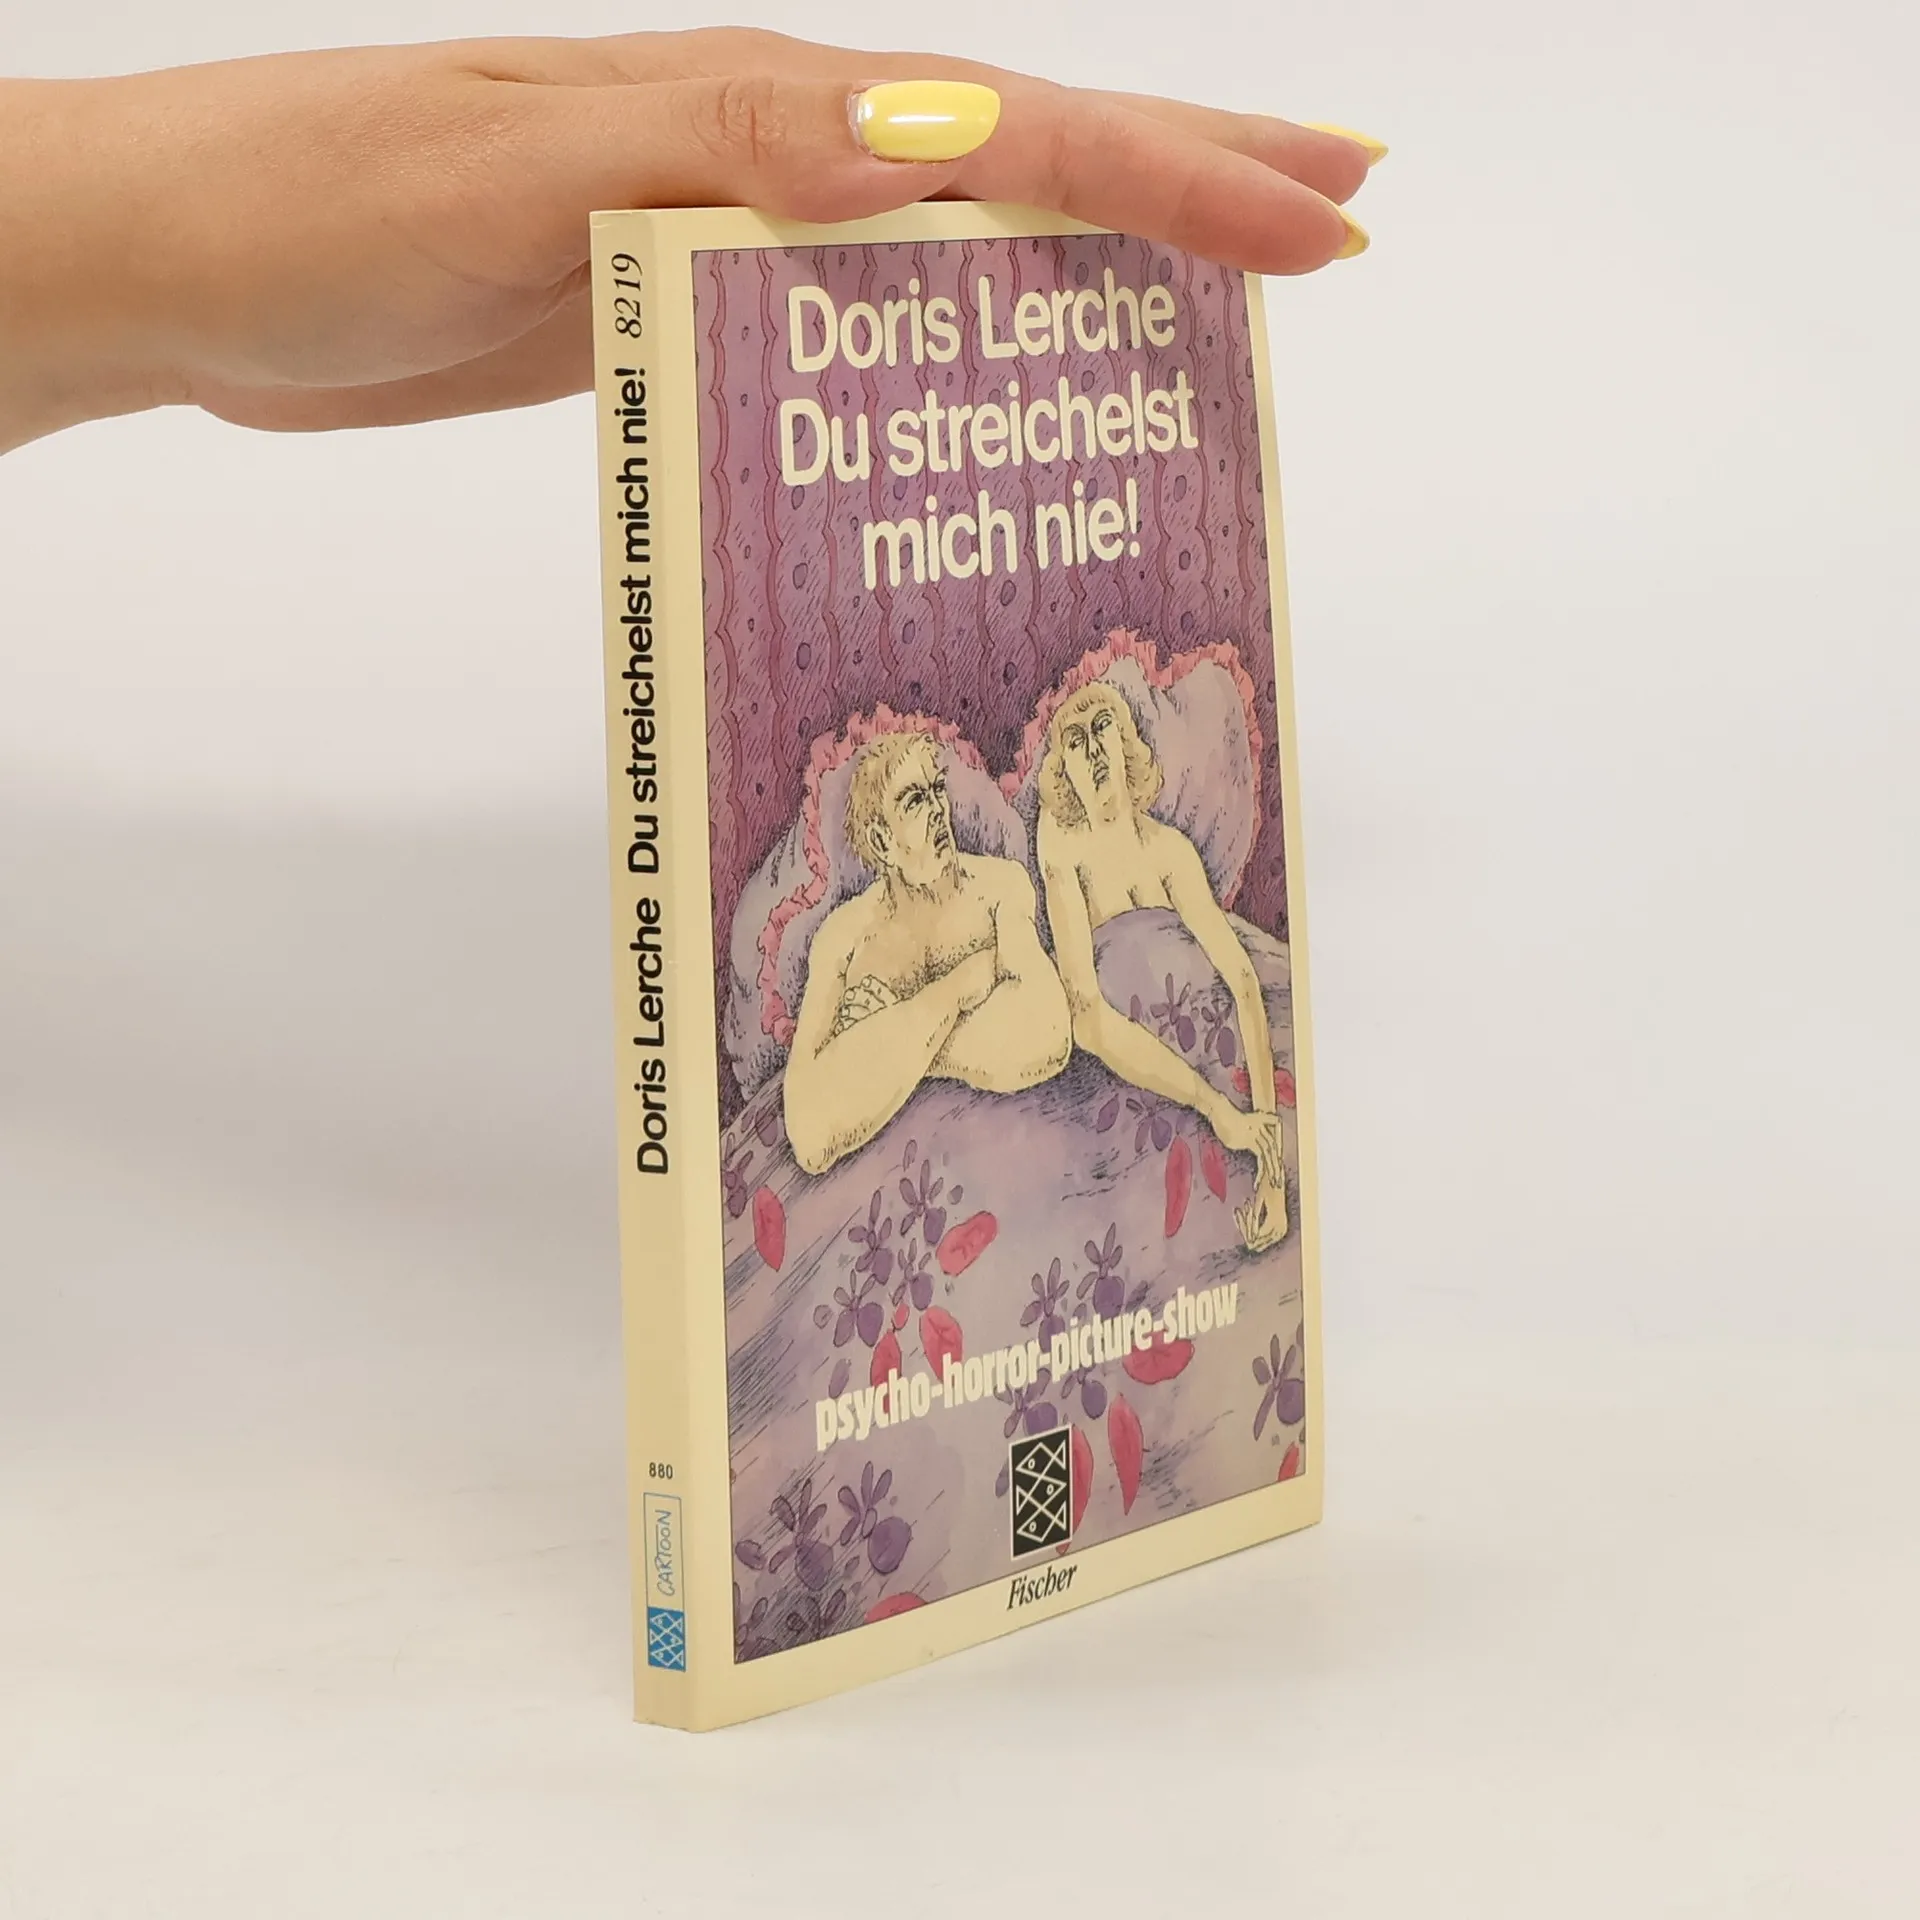 Doris Lerche
Du streichelst
mich nie!
psycho-horror-picture-show
Fischer
Doris Lerche Du streichelst mich nie! 8219
880
CARTOON